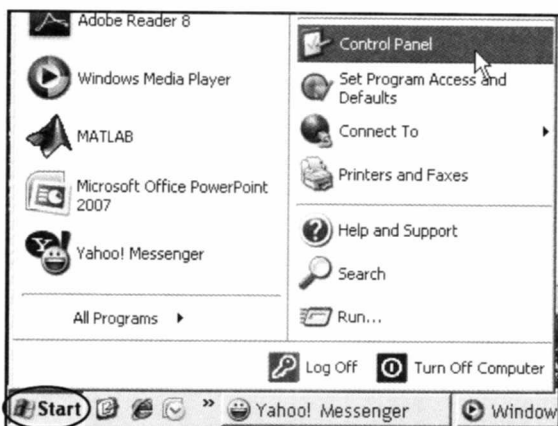 Adobe Reader 8
Windows Media Player
MATLAB
Microsoft Office PowerPoint
2007
Yahoo! Messenger
All Programs
Control Panel
Set Program Access and
Defaults
Connect To
Printers and Faxes
Help and Support
Search
Run...
Log Off
Turn Off Computer
Start
»
Yahoo! Messenger
Window